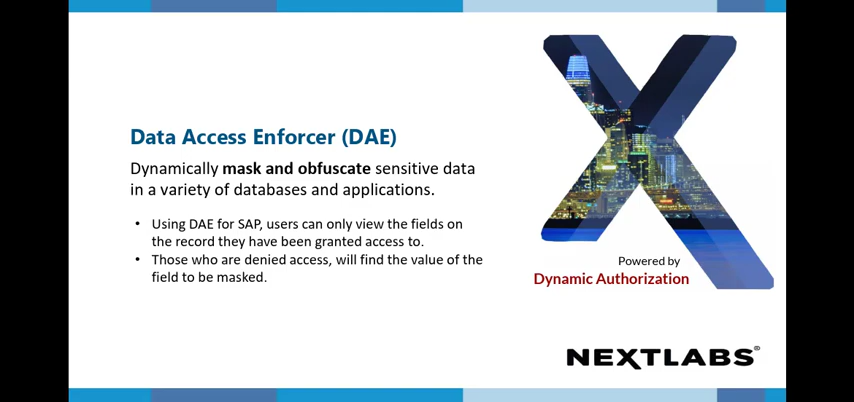 Data Access Enforcer (DAE)
Dynamically mask and obfuscate sensitive data
in a variety of databases and applications.
• Using DAE for SAP, users can only view the fields on
the record they have been granted access to.
• Those who are denied access, will find the value of the
field to be masked.
Powered by
Dynamic Authorization
NEXTLABS®